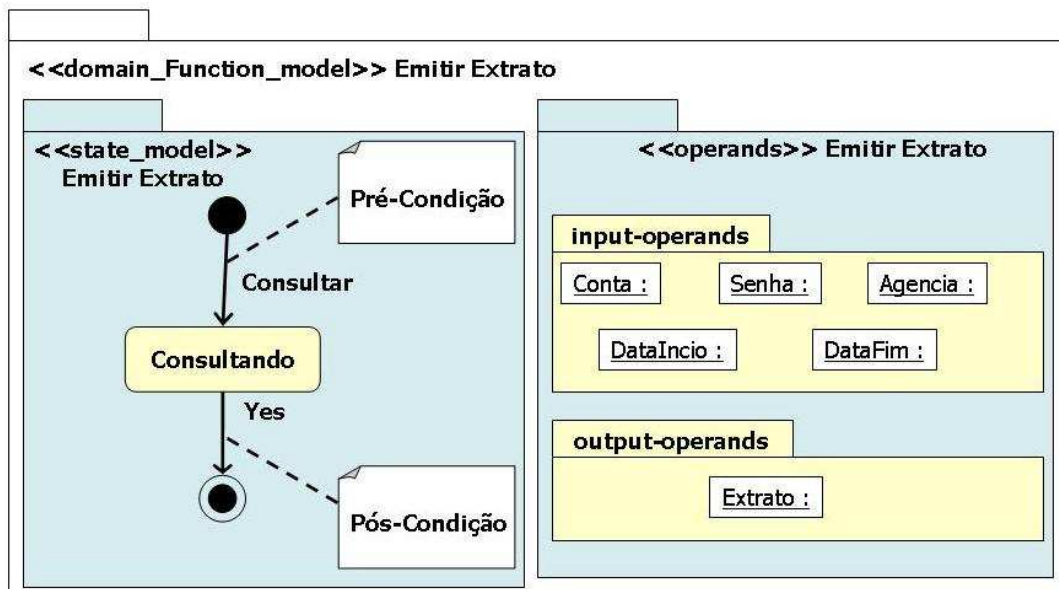 <<domain_Function_model>> Emitir Extrato
<<state_model>>
Emitir Extrato
Pré-Condição
Consultar
Consultando
Yes
Pós-Condição
<<operands>> Emitir Extrato
input-operands
Conta :
Senha :
Agencia :
DataIncio :
DataFim :
output-operands
Extrato :